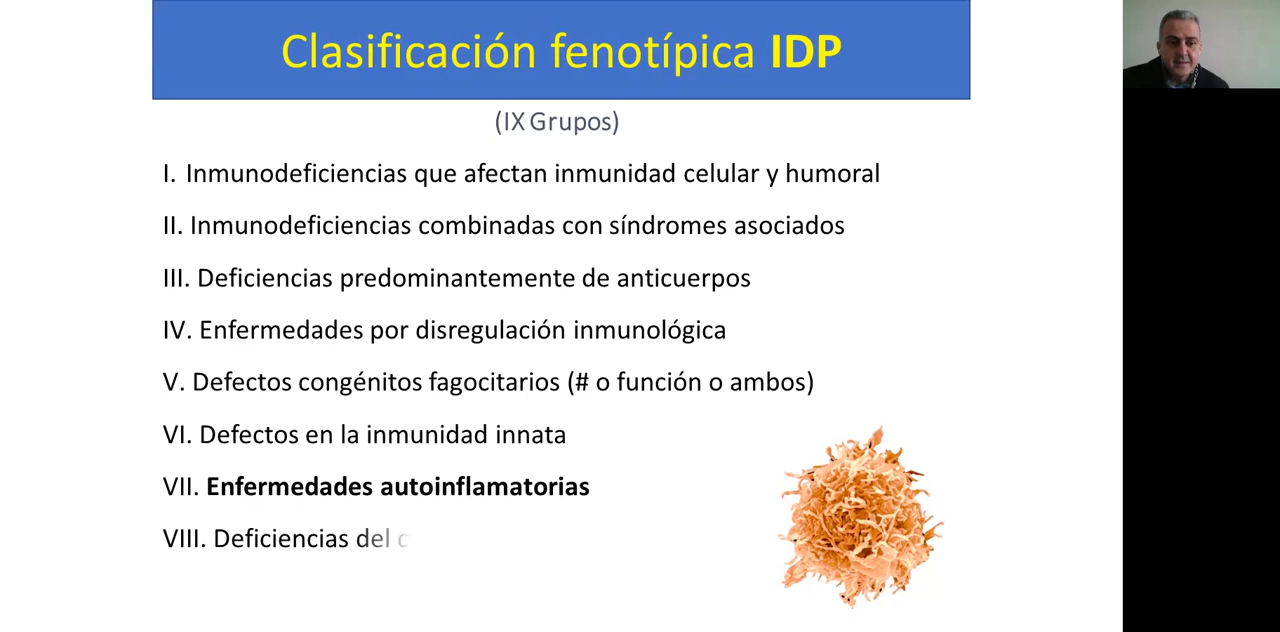 Clasificación fenotípica IDP
(IX Grupos)
I. Inmunodeficiencias que afectan inmunidad celular y humoral
II. Inmunodeficiencias combinadas con síndromes asociados
III. Deficiencias predominantemente de anticuerpos
IV. Enfermedades por disregulación inmunológica
V. Defectos congénitos fagocitarios (# o función o ambos)
VI. Defectos en la inmunidad innata
VII. Enfermedades autoinflamatorias
VIII. Deficiencias del c